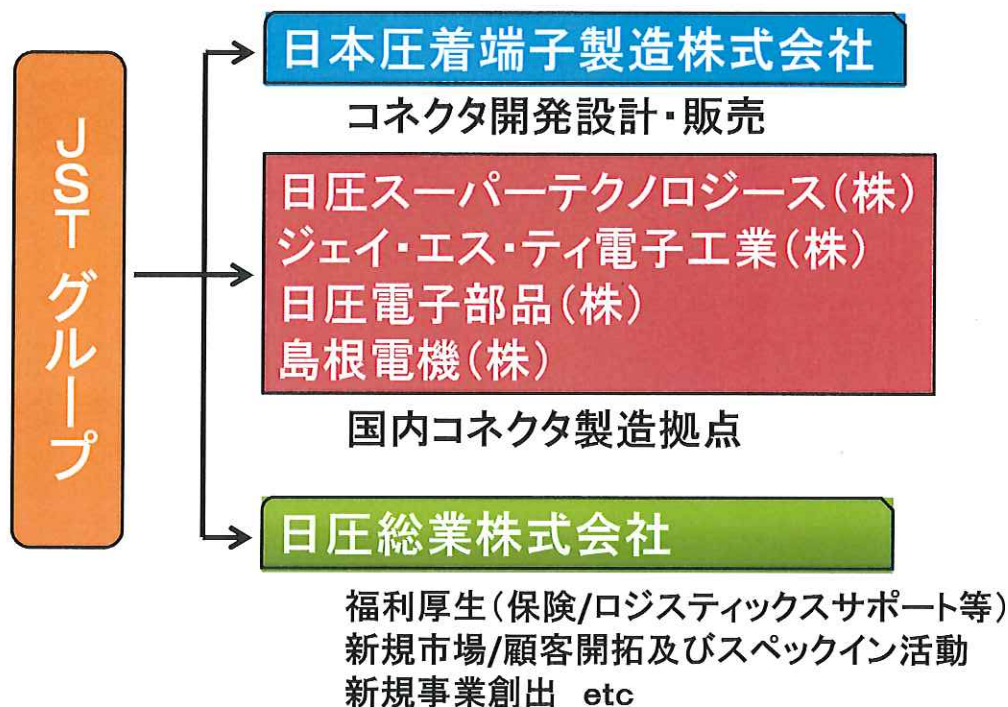 JSTグループ
日本圧着端子製造株式会社
コネクタ開発設計・販売
日圧スーパーテクノロジース(株)
ジェイ・エス・ティ電子工業(株)
日圧電子部品(株)
島根電機(株)
国内コネクタ製造拠点
日圧総業株式会社
福利厚生(保険/ロジスティックスサポート等)
新規市場/顧客開拓及びスペックイン活動
新規事業創出 etc